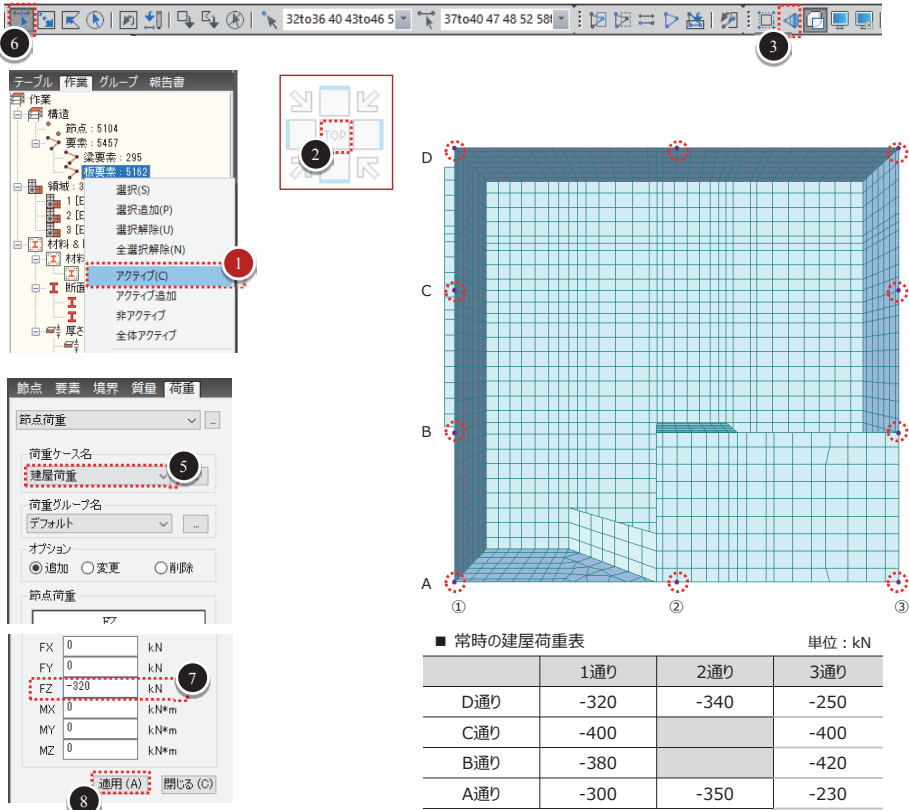 32to36 40 43to46 5
37to40 47 48 52 58t
6
3
テーブル 作業 グループ 報告書
作業
構造
節点 : 5104
要素 : 5457
梁要素 : 295
板要素 : 5162
領域 : 3
1 [E
2 [E
3 [E
材料 &
材料
断面
厚さ
選択(S)
選択追加(P)
選択解除(U)
全選択解除(N)
アクティブ(C)
アクティブ追加
非アクティブ
全体アクティブ
1
TOP
2
節点 要素 境界 質量 荷重
節点荷重
...
荷重ケース名
建屋荷重
5
荷重グループ名
デフォルト
...
オプション
追加 変更 削除
節点荷重
FZ
FX 0 kN
FY 0 kN
FZ -320 kN
7
MX 0 kN*m
MY 0 kN*m
MZ 0 kN*m
適用(A) 閉じる(C)
8
D
C
B
A
① ② ③
■ 常時の建屋荷重表 単位:kN
1通り 2通り 3通り
D通り -320 -340 -250
C通り -400 -400
B通り -380 -420
A通り -300 -350 -230